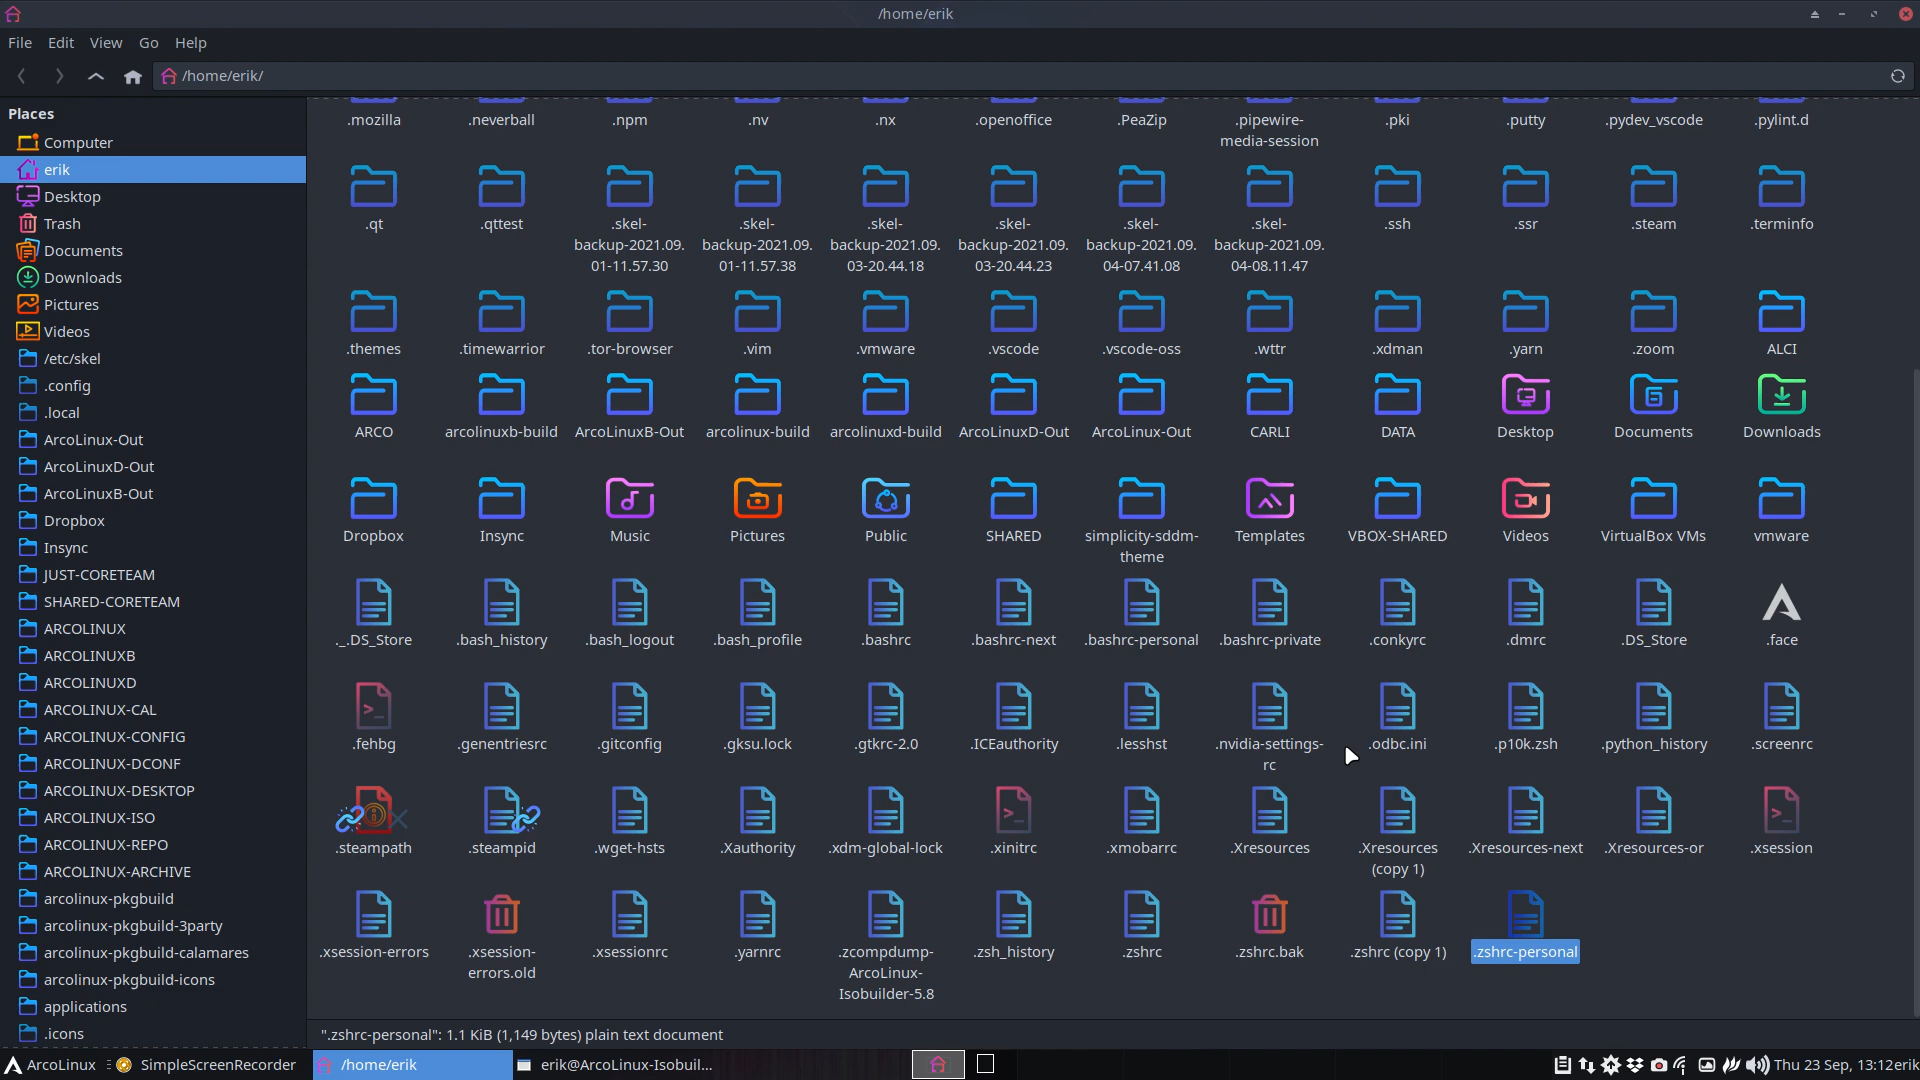 /home/erik
File Edit View Go Help
/home/erik/
Places
Computer
erik
Desktop
Trash
Documents
Downloads
Pictures
Videos
/etc/skel
.config
.local
ArcoLinux-Out
ArcoLinuxD-Out
ArcoLinuxB-Out
Dropbox
Insync
JUST-CORETEAM
SHARED-CORETEAM
ARCOLINUX
ARCOLINUXB
ARCOLINUXD
ARCOLINUX-CAL
ARCOLINUX-CONFIG
ARCOLINUX-DCONF
ARCOLINUX-DESKTOP
ARCOLINUX-ISO
ARCOLINUX-REPO
ARCOLINUX-ARCHIVE
arcolinux-pkgbuild
arcolinux-pkgbuild-3party
arcolinux-pkgbuild-calamares
arcolinux-pkgbuild-icons
applications
.icons
.mozilla .neverball .npm .nv .nx .openoffice .PeaZip .pipewire- .pki .putty .pydev_vscode .pylint.d
media-session
.qt .qttest .skel- .skel- .skel- .skel- .skel- .skel- .ssh .ssr .steam .terminfo
backup-2021.09. backup-2021.09. backup-2021.09. backup-2021.09. backup-2021.09. backup-2021.09.
01-11.57.30 01-11.57.38 03-20.44.18 03-20.44.23 04-07.41.08 04-08.11.47
.themes .timewarrior .tor-browser .vim .vmware .vscode .vscode-oss .wttr .xdman .yarn .zoom ALCI
ARCO arcolinuxb-build ArcoLinuxB-Out arcolinux-build arcolinuxd-build ArcoLinuxD-Out ArcoLinux-Out CARLI DATA Desktop Documents Downloads
Dropbox Insync Music Pictures Public SHARED simplicity-sddm- Templates VBOX-SHARED Videos VirtualBox VMs vmware
theme
._.DS_Store .bash_history .bash_logout .bash_profile .bashrc .bashrc-next .bashrc-personal .bashrc-private .conkyrc .dmrc .DS_Store .face
.fehbg .genentriesrc .gitconfig .gksu.lock .gtkrc-2.0 .ICEauthority .lesshst .nvidia-settings- .odbc.ini .p10k.zsh .python_history .screenrc
rc
.steampath .steampid .wget-hsts .Xauthority .xdm-global-lock .xinitrc .xmobarrc .Xresources .Xresources .Xresources-next .Xresources-or .xsession
(copy 1)
.xsession-errors .xsession- .xsessionrc .yarnrc .zcompdump- .zsh_history .zshrc .zshrc.bak .zshrc (copy 1) .zshrc-personal
errors.old ArcoLinux-
Isobuilder-5.8
".zshrc-personal": 1.1 KiB (1,149 bytes) plain text document
ArcoLinux SimpleScreenRecorder /home/erik erik@ArcoLinux-Isobuil... Thu 23 Sep, 13:12 erik